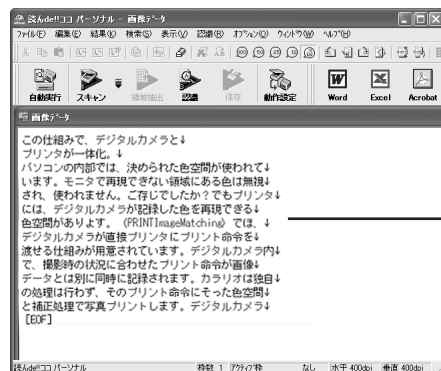 読んde!!ココ パーソナル - 画像データ
ファイル(F) 編集(E) 結果(K) 検索(S) 表示(V) 認識(R) オプション(O) ウィンドウ(W) ヘルプ(H)
自動実行 スキャン 領域抽出 認識 保存 動作設定 Word Excel Acrobat
画像データ
この仕組みで、デジタルカメラと↓
プリンタが一体化。↓
パソコンの内部では、決められた色空間が使われて↓
います。モニタで再現できない領域にある色は無視↓
され、使われません。ご存じでしたか?でもプリンタ↓
には、デジタルカメラが記録した色を再現できる↓
色空間があります。(PRINTImageMatching)では、↓
デジタルカメラが直接プリンタにプリント命令を↓
渡せる仕組みが用意されています。デジタルカメラ内↓
で、撮影時の状況に合わせたプリント命令が画像↓
データとは別に同時に記録されます。カラリオは独自↓
の処理は行わず、そのプリント命令にそった色空間↓
と補正処理で写真プリントします。デジタルカメラ↓
[EOF]
読んde!!ココ パーソナル 枠数 1 アクティブ枠 なし 水平 400dpi 垂直 400dpi